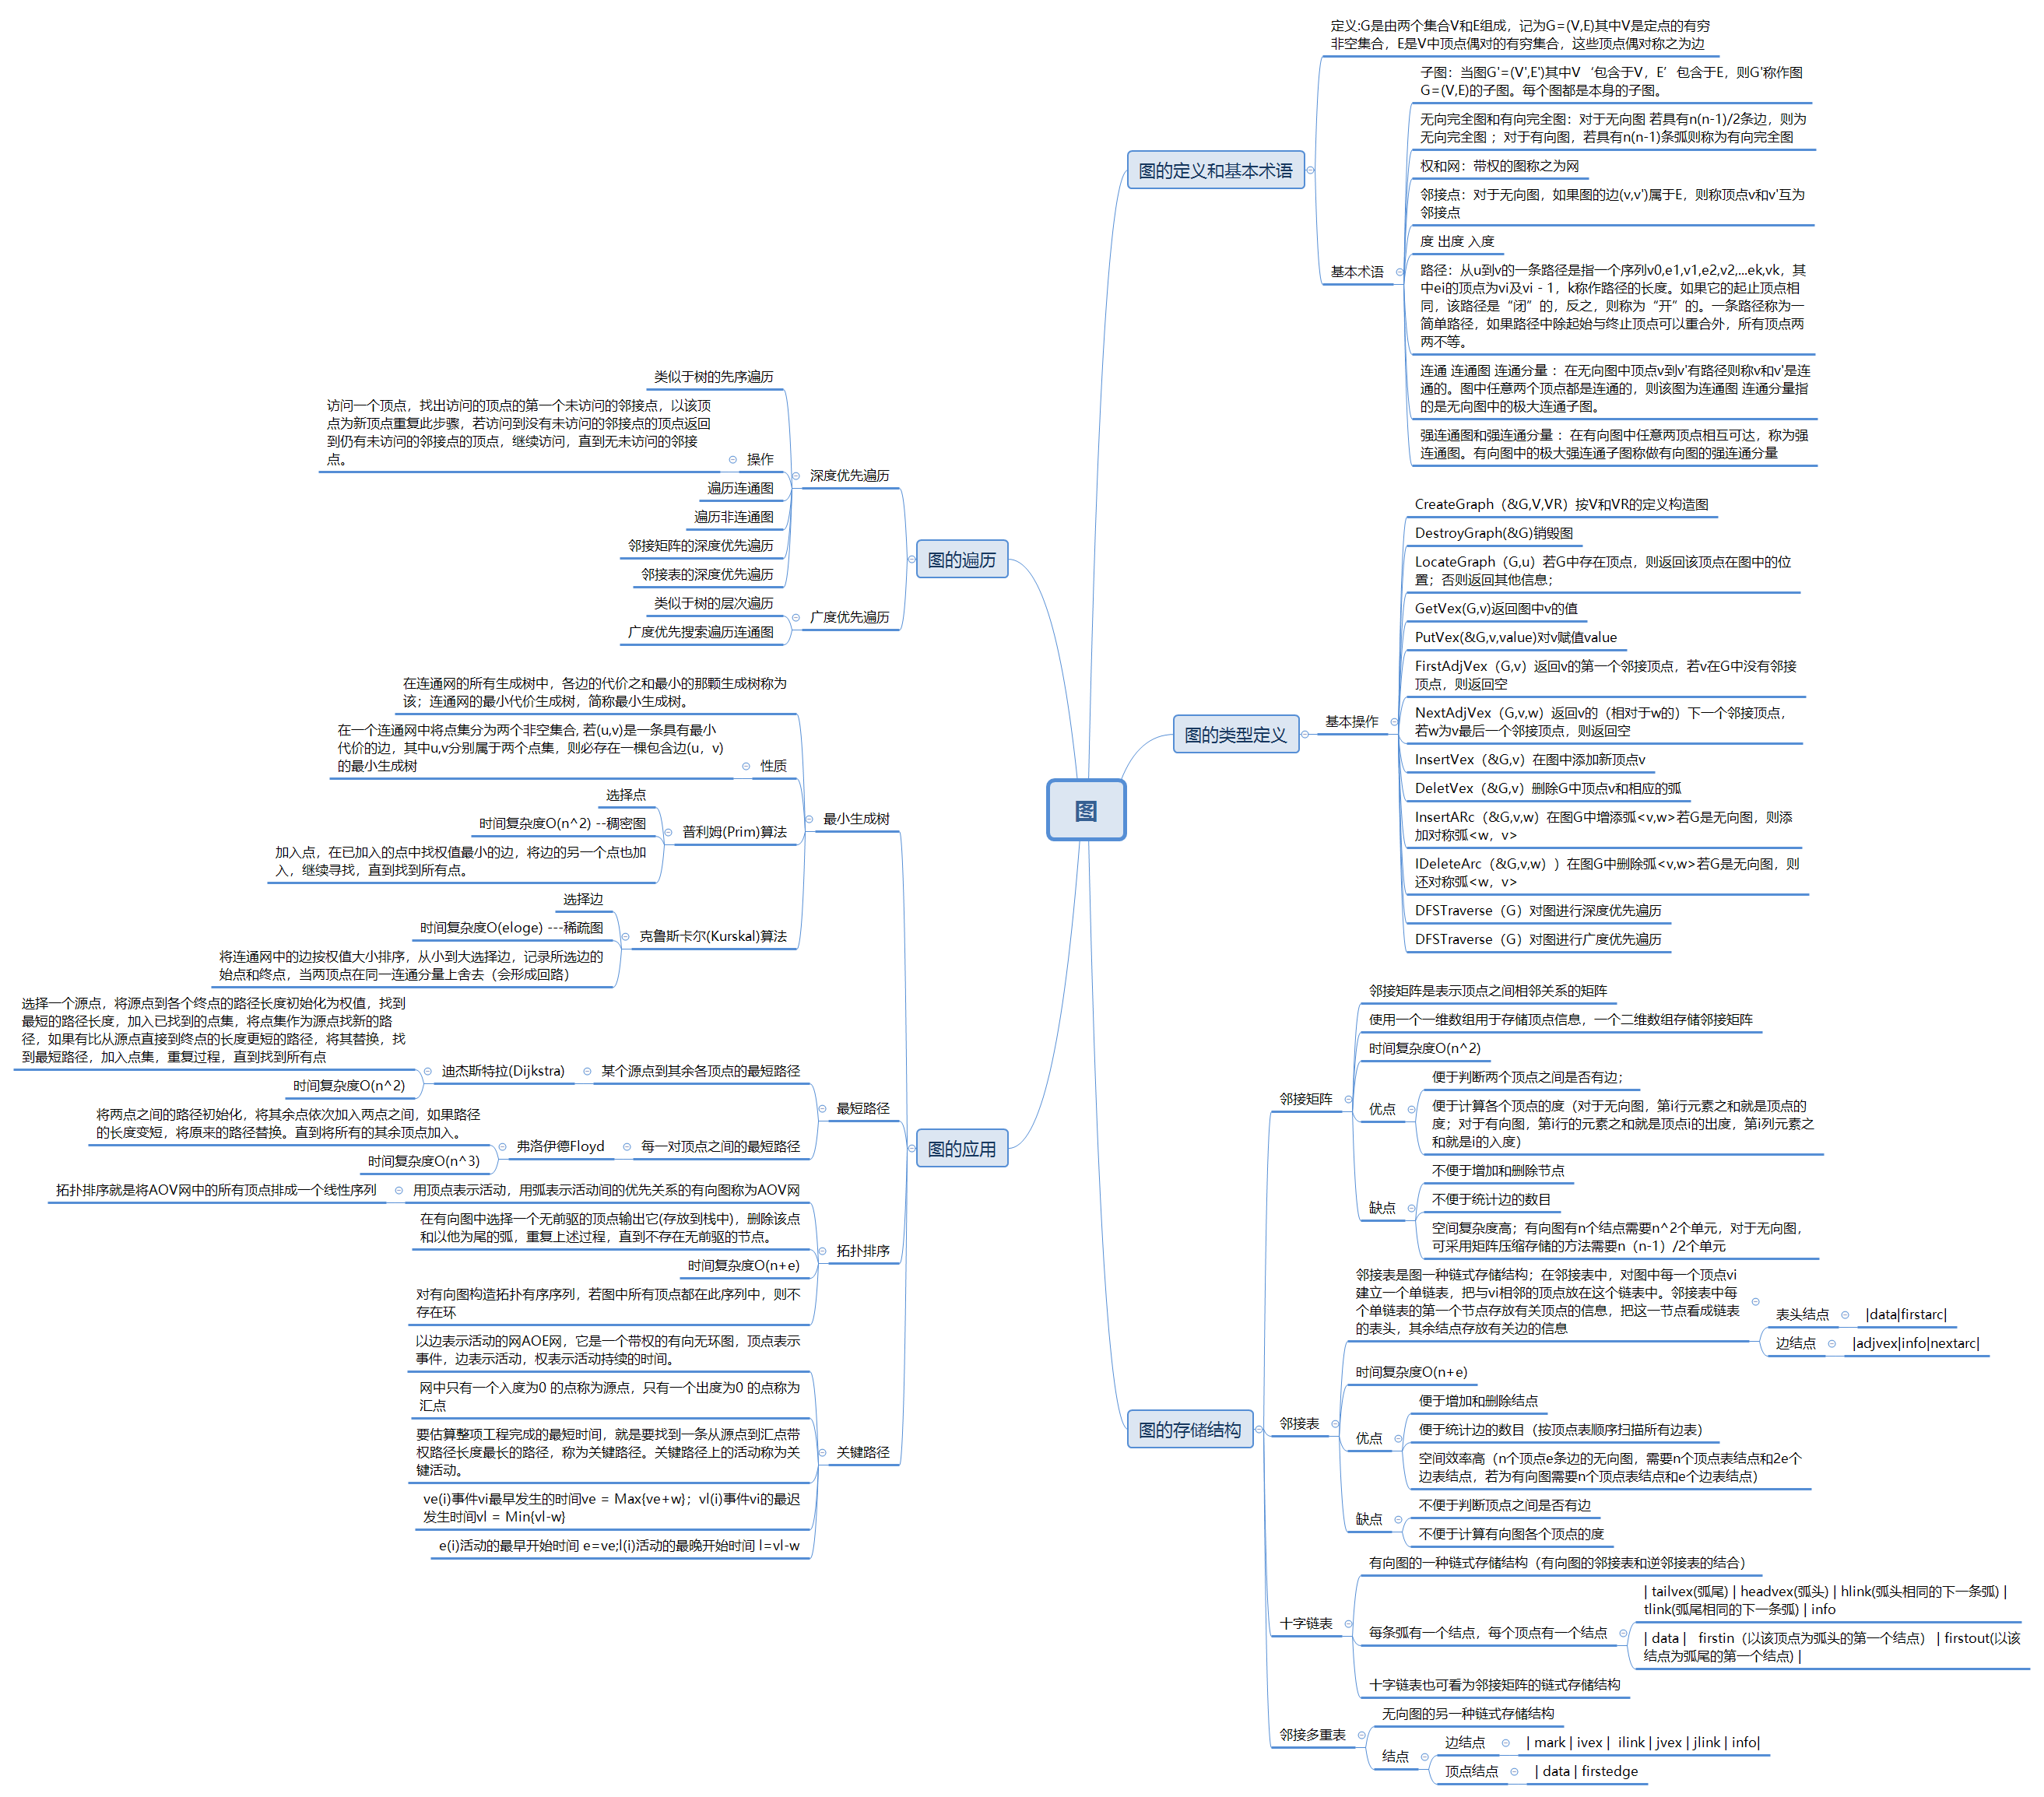 图
图的定义和基本术语
定义:G是由两个集合V和E组成，记为G=(V,E)其中V是定点的有穷
非空集合，E是V中顶点偶对的有穷集合，这些顶点偶对称之为边
基本术语
子图：当图G'=(V',E')其中V‘包含于V，E’包含于E，则G'称作图
G=(V,E)的子图。每个图都是本身的子图。
无向完全图和有向完全图：对于无向图 若具有n(n-1)/2条边，则为
无向完全图 ；对于有向图，若具有n(n-1)条弧则称为有向完全图
权和网：带权的图称之为网
邻接点：对于无向图，如果图的边(v,v')属于E，则称顶点v和v'互为
邻接点
度 出度 入度
路径：从u到v的一条路径是指一个序列v0,e1,v1,e2,v2,...ek,vk，其
中ei的顶点为vi及vi - 1，k称作路径的长度。如果它的起止顶点相
同，该路径是“闭”的，反之，则称为“开”的。一条路径称为一
简单路径，如果路径中除起始与终止顶点可以重合外，所有顶点两
两不等。
连通 连通图 连通分量 ：在无向图中顶点v到v'有路径则称v和v'是连
通的。图中任意两个顶点都是连通的，则该图为连通图 连通分量指
的是无向图中的极大连通子图。
强连通图和强连通分量 ：在有向图中任意两顶点相互可达，称为强
连通图。有向图中的极大强连通子图称做有向图的强连通分量
图的类型定义
基本操作
CreateGraph（&G,V,VR）按V和VR的定义构造图
DestroyGraph(&G)销毁图
LocateGraph（G,u）若G中存在顶点，则返回该顶点在图中的位
置；否则返回其他信息；
GetVex(G,v)返回图中v的值
PutVex(&G,v,value)对v赋值value
FirstAdjVex（G,v）返回v的第一个邻接顶点，若v在G中没有邻接
顶点，则返回空
NextAdjVex（G,v,w）返回v的（相对于w的）下一个邻接顶点，
若w为v最后一个邻接顶点，则返回空
InsertVex（&G,v）在图中添加新顶点v
DeletVex（&G,v）删除G中顶点v和相应的弧
InsertARc（&G,v,w）在图G中增添弧<v,w>若G是无向图，则添
加对称弧<w，v>
IDeleteArc（&G,v,w））在图G中删除弧<v,w>若G是无向图，则
还对称弧<w，v>
DFSTraverse（G）对图进行深度优先遍历
DFSTraverse（G）对图进行广度优先遍历
图的存储结构
邻接矩阵
邻接矩阵是表示顶点之间相邻关系的矩阵
使用一个一维数组用于存储顶点信息，一个二维数组存储邻接矩阵
时间复杂度O(n^2)
优点
便于判断两个顶点之间是否有边；
便于计算各个顶点的度（对于无向图，第i行元素之和就是顶点的
度；对于有向图，第i行的元素之和就是顶点i的出度，第i列元素之
和就是i的入度）
缺点
不便于增加和删除节点
不便于统计边的数目
空间复杂度高；有向图有n个结点需要n^2个单元，对于无向图，
可采用矩阵压缩存储的方法需要n（n-1）/2个单元
邻接表
邻接表是图一种链式存储结构；在邻接表中，对图中每一个顶点vi
建立一个单链表，把与vi相邻的顶点放在这个链表中。邻接表中每
个单链表的第一个节点存放有关顶点的信息，把这一节点看成链表
的表头，其余结点存放有关边的信息
表头结点
|data|firstarc|
边结点
|adjvex|info|nextarc|
时间复杂度O(n+e)
优点
便于增加和删除结点
便于统计边的数目（按顶点表顺序扫描所有边表）
空间效率高（n个顶点e条边的无向图，需要n个顶点表结点和2e个
边表结点，若为有向图需要n个顶点表结点和e个边表结点）
缺点
不便于判断顶点之间是否有边
不便于计算有向图各个顶点的度
十字链表
有向图的一种链式存储结构（有向图的邻接表和逆邻接表的结合）
每条弧有一个结点，每个顶点有一个结点
| tailvex(弧尾) | headvex(弧头) | hlink(弧头相同的下一条弧) |
tlink(弧尾相同的下一条弧) | info
| data |   firstin（以该顶点为弧头的第一个结点） | firstout(以该
结点为弧尾的第一个结点) |
十字链表也可看为邻接矩阵的链式存储结构
邻接多重表
无向图的另一种链式存储结构
结点
边结点
| mark | ivex |  ilink | jvex | jlink | info|
顶点结点
| data | firstedge
图的遍历
深度优先遍历
类似于树的先序遍历
操作
访问一个顶点，找出访问的顶点的第一个未访问的邻接点，以该顶
点为新顶点重复此步骤，若访问到没有未访问的邻接点的顶点返回
到仍有未访问的邻接点的顶点，继续访问，直到无未访问的邻接
点。
遍历连通图
遍历非连通图
邻接矩阵的深度优先遍历
邻接表的深度优先遍历
广度优先遍历
类似于树的层次遍历
广度优先搜索遍历连通图
图的应用
最小生成树
在连通网的所有生成树中，各边的代价之和最小的那颗生成树称为
该；连通网的最小代价生成树，简称最小生成树。
性质
在一个连通网中将点集分为两个非空集合, 若(u,v)是一条具有最小
代价的边，其中u,v分别属于两个点集，则必存在一棵包含边(u，v)
的最小生成树
普利姆(Prim)算法
选择点
时间复杂度O(n^2) --稠密图
加入点，在已加入的点中找权值最小的边，将边的另一个点也加
入，继续寻找，直到找到所有点。
克鲁斯卡尔(Kurskal)算法
选择边
时间复杂度O(eloge) ---稀疏图
将连通网中的边按权值大小排序，从小到大选择边，记录所选边的
始点和终点，当两顶点在同一连通分量上舍去（会形成回路）
最短路径
某个源点到其余各顶点的最短路径
迪杰斯特拉(Dijkstra)
选择一个源点，将源点到各个终点的路径长度初始化为权值，找到
最短的路径长度，加入已找到的点集，将点集作为源点找新的路
径，如果有比从源点直接到终点的长度更短的路径，将其替换，找
到最短路径，加入点集，重复过程，直到找到所有点
时间复杂度O(n^2)
每一对顶点之间的最短路径
弗洛伊德Floyd
将两点之间的路径初始化，将其余点依次加入两点之间，如果路径
的长度变短，将原来的路径替换。直到将所有的其余顶点加入。
时间复杂度O(n^3)
拓扑排序
用顶点表示活动，用弧表示活动间的优先关系的有向图称为AOV网
拓扑排序就是将AOV网中的所有顶点排成一个线性序列
在有向图中选择一个无前驱的顶点输出它(存放到栈中)，删除该点
和以他为尾的弧，重复上述过程，直到不存在无前驱的节点。
时间复杂度O(n+e)
对有向图构造拓扑有序序列，若图中所有顶点都在此序列中，则不
存在环
关键路径
以边表示活动的网AOE网，它是一个带权的有向无环图，顶点表示
事件，边表示活动，权表示活动持续的时间。
网中只有一个入度为0 的点称为源点，只有一个出度为0 的点称为
汇点
要估算整项工程完成的最短时间，就是要找到一条从源点到汇点带
权路径长度最长的路径，称为关键路径。关键路径上的活动称为关
键活动。
ve(i)事件vi最早发生的时间ve = Max{ve+w}；vl(i)事件vi的最迟
发生时间vl = Min{vl-w}
e(i)活动的最早开始时间 e=ve;l(i)活动的最晚开始时间 l=vl-w